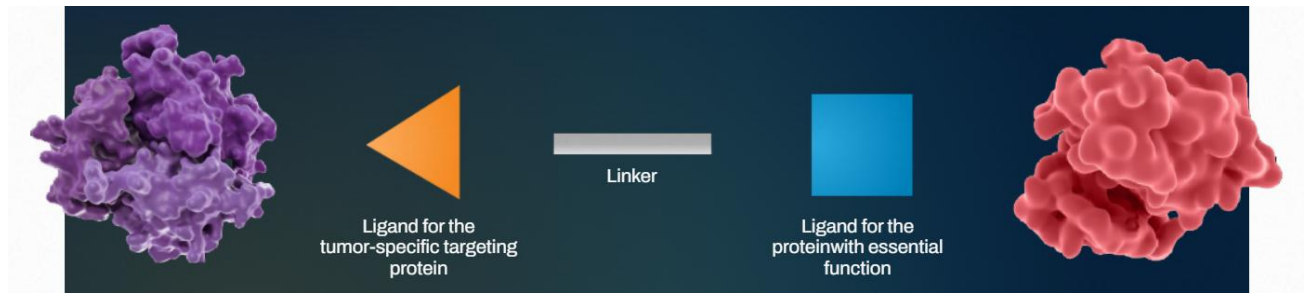 Linker
Ligand for the
tumor-specific targeting
protein
Ligand for the
proteinwith essential
function